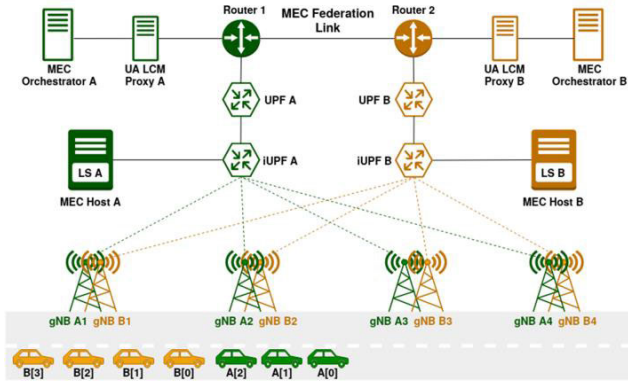 Router 1
MEC Federation
Link
Router 2
MEC
Orchestrator A
UA LCM
Proxy A
UA LCM
Proxy B
MEC
Orchestrator B
UPF A
UPF B
LS A
iUPF A
iUPF B
LS B
MEC Host A
MEC Host B
gNB A1 gNB B1
gNB A2 gNB B2
gNB A3 gNB B3
gNB A4 gNB B4
B[3] B[2] B[1] B[0] A[2] A[1] A[0]